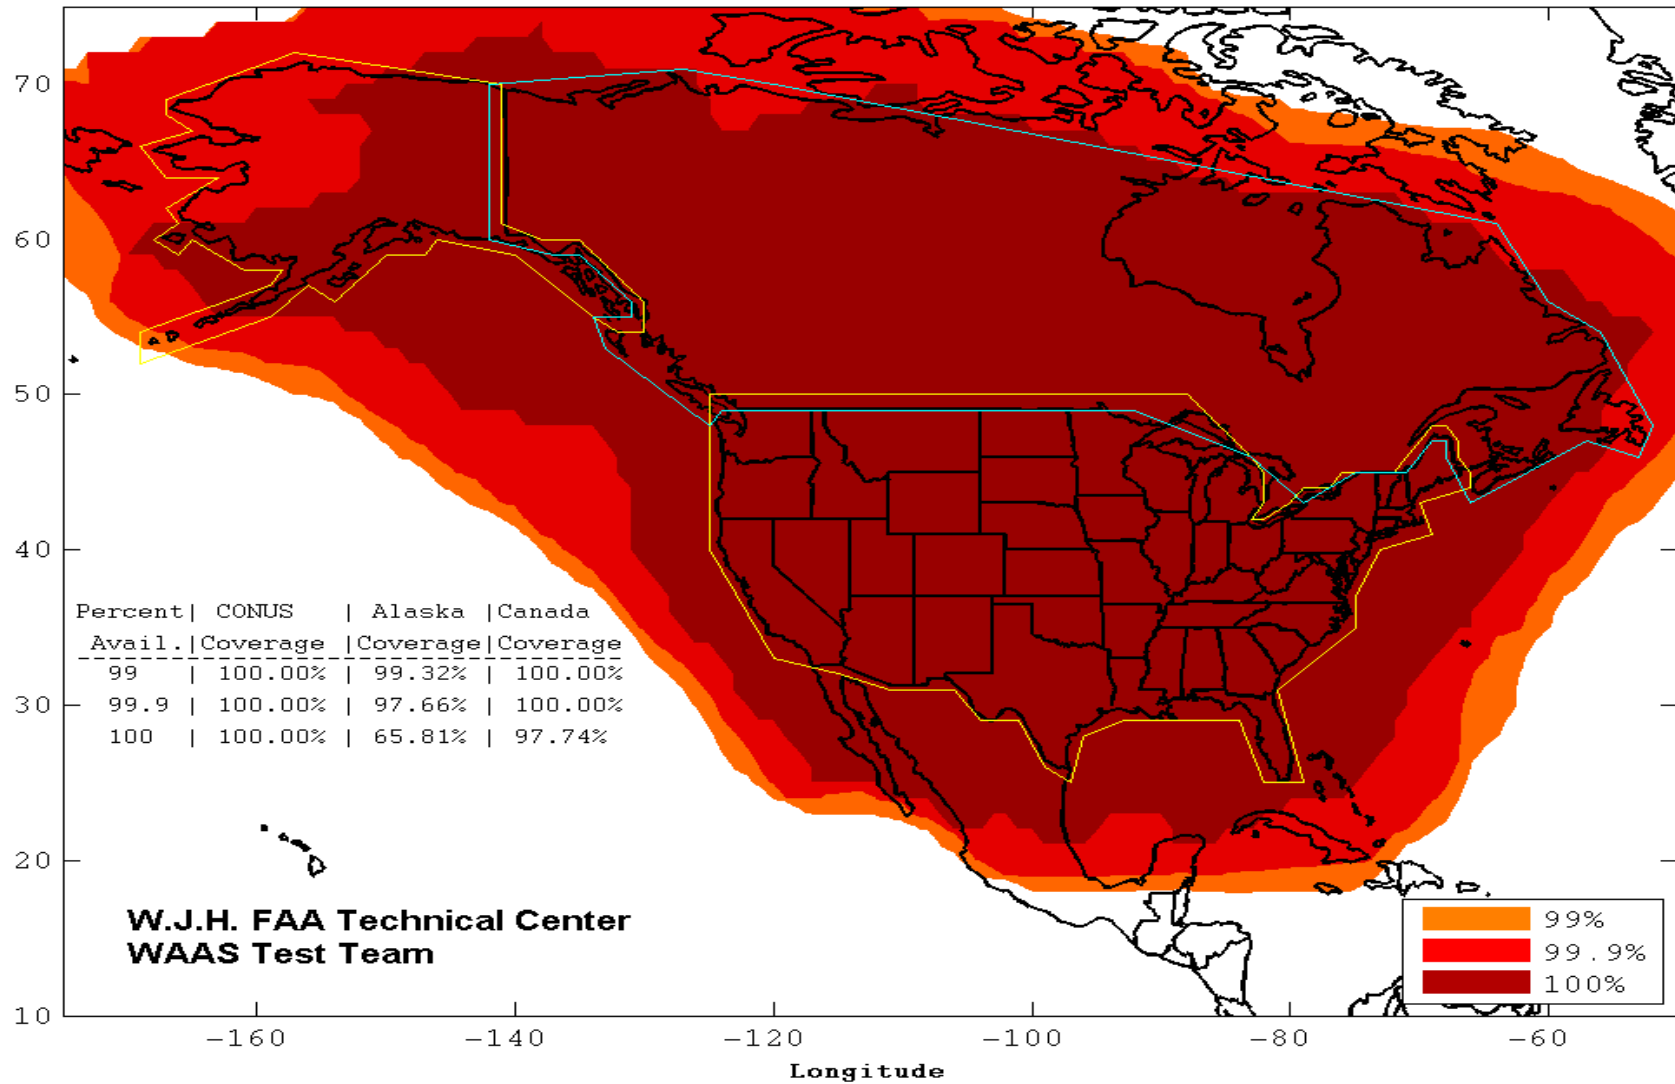 70
60
50
40
30
20
10
Percent| CONUS | Alaska |Canada
Avail.|Coverage |Coverage|Coverage
99 | 100.00% | 99.32% | 100.00%
99.9 | 100.00% | 97.66% | 100.00%
100 | 100.00% | 65.81% | 97.74%
W.J.H. FAA Technical Center
WAAS Test Team
99%
99.9%
100%
-160 -140 -120 -100 -80 -60
Longitude